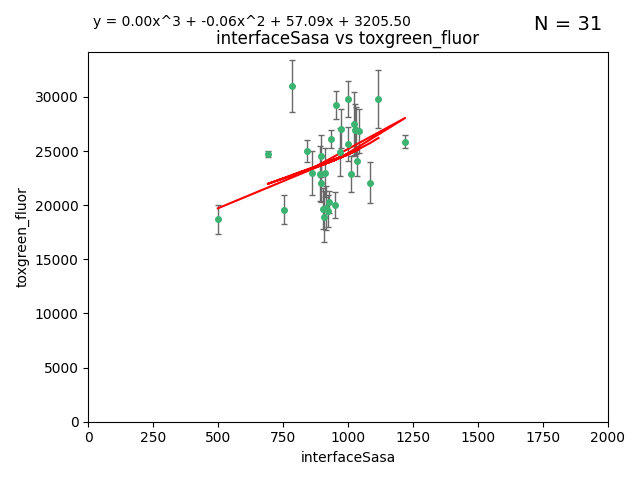 y = 0.00x^3 + -0.06x^2 + 57.09x + 3205.50
N = 31
interfaceSasa vs toxgreen_fluor
30000
25000
20000
15000
10000
5000
0
toxgreen_fluor
0 250 500 750 1000 1250 1500 1750 2000
interfaceSasa